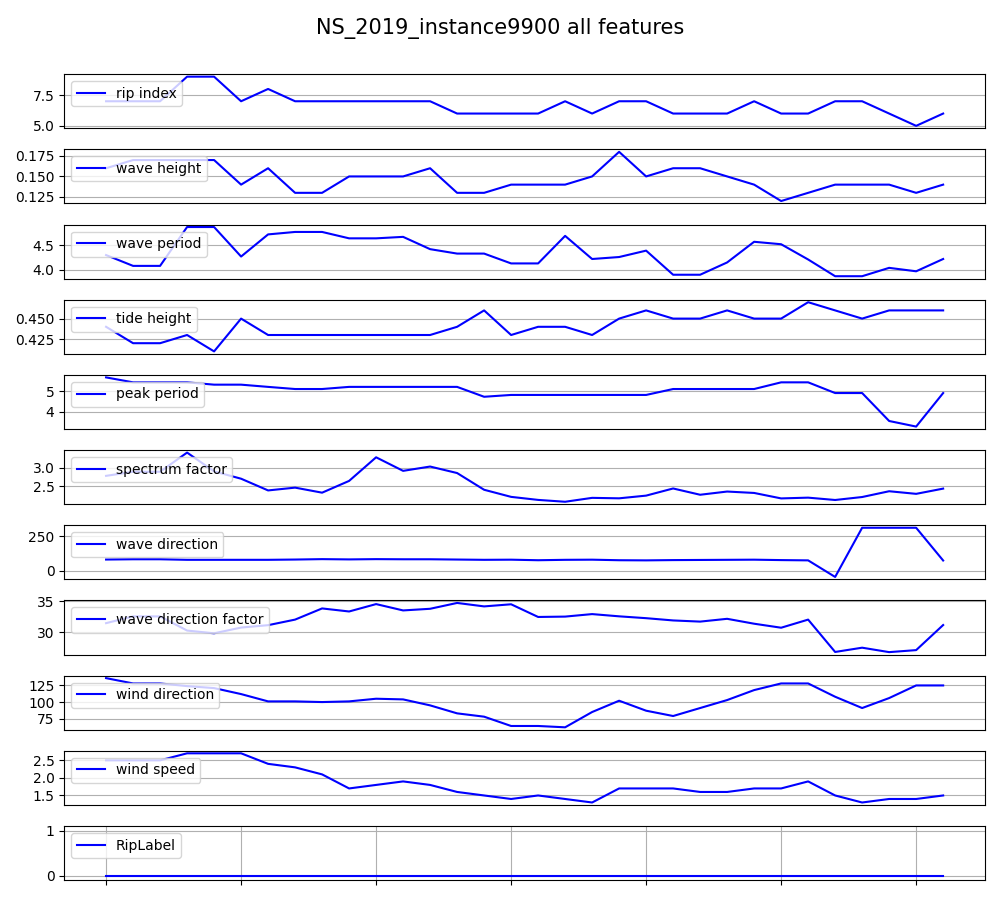 NS_2019_instance9900 all features
7.5
5.0
rip index
0.175
0.150
0.125
wave height
4.5
4.0
wave period
0.450
0.425
tide height
5
4
peak period
3.0
2.5
spectrum factor
250
0
wave direction
35
30
wave direction factor
125
100
75
wind direction
2.5
2.0
1.5
wind speed
1
0
RipLabel